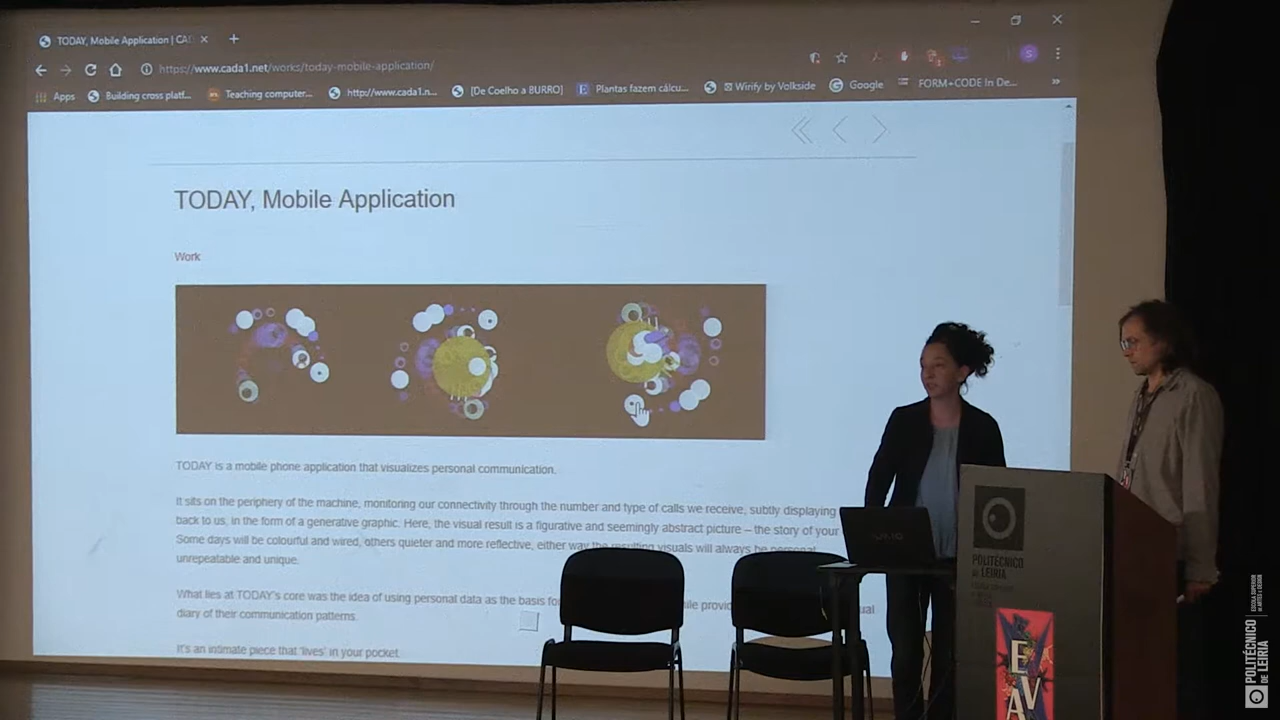 TODAY, Mobile Application | CAD
https://www.cada1.net/works/today-mobile-application/
Apps
Building cross platf...
Teaching computer...
http://www.cada1.n...
[De Coelho a BURRO]
Plantas fazem cálcu...
Wirify by Volkside
Google
FORM+CODE In De...
TODAY, Mobile Application
Work
TODAY is a mobile phone application that visualizes personal communication.
It sits on the periphery of the machine, monitoring our connectivity through the number and type of calls we receive, subtly displaying
back to us, in the form of a generative graphic. Here, the visual result is a figurative and seemingly abstract picture – the story of your
Some days will be colourful and wired, others quieter and more reflective, either way the resulting visuals will always be personal,
unrepeatable and unique.
What lies at TODAY's core was the idea of using personal data as the basis
diary of their communication patterns.
It's an intimate piece that 'lives' in your pocket.
VAIO
POLITÉCNICO
DE LEIRIA
E
V
A
POLITÉCNICO
DE LEIRIA
ESCOLA SUPERIOR
DE ARTES E DESIGN